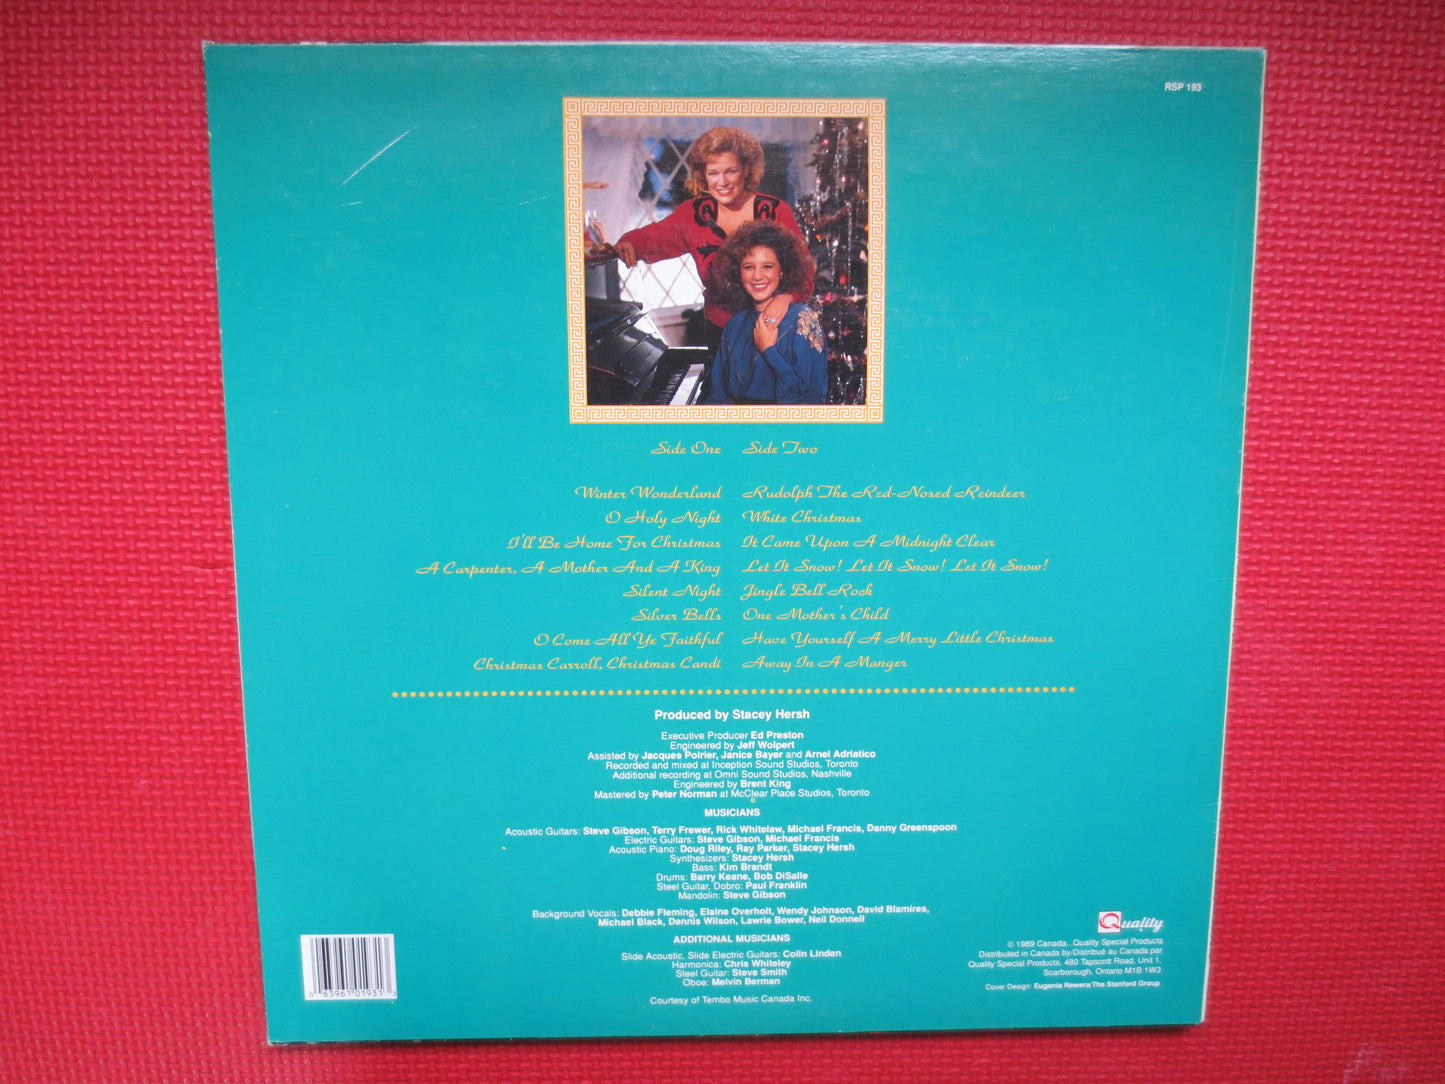 RSP 193
Side One
Winter Wonderland
O Holy Night
I'll Be Home For Christmas
A Carpenter, A Mother And A King
Silent Night
Silver Bells
O Come All Ye Faithful
Christmas Carroll, Christmas Candi
Side Two
Rudolph The Red-Nosed Reindeer
White Christmas
It Came Upon A Midnight Clear
Let It Snow! Let It Snow! Let It Snow!
Jingle Bell Rock
One Mother's Child
Have Yourself A Merry Little Christmas
Away In A Manger
Produced by Stacey Hersh
Executive Producer Ed Preston
Engineered by Jeff Wolpert
Assisted by Jacques Poirier, Janice Bayer and Arnel Adriatico
Recorded and mixed at Inception Sound Studios, Toronto
Additional recording at Omni Sound Studios, Nashville
Engineered by Brent King
Mastered by Peter Norman at McClear Place Studios, Toronto
MUSICIANS
Acoustic Guitars: Steve Gibson, Terry Frewer, Rick Whitelaw, Michael Francis, Danny Greenspoon
Electric Guitars: Steve Gibson, Michael Francis
Acoustic Piano: Doug Riley, Ray Parker, Stacey Hersh
Synthesizers: Stacey Hersh
Bass: Kim Brandt
Drums: Barry Keane, Bob DiSalle
Steel Guitar, Dobro: Paul Franklin
Mandolin: Steve Gibson
Background Vocals: Debbie Fleming, Elaine Overholt, Wendy Johnson, David Blamires,
Michael Black, Dennis Wilson, Lawrie Bower, Neil Donnell
ADDITIONAL MUSICIANS
Slide Acoustic, Slide Electric Guitars: Colin Linden
Harmonica: Chris Whiteley
Steel Guitar: Steve Smith
Oboe: Melvin Berman
Courtesy of Tembo Music Canada Inc.
0 63961 01931 3
Quality
© 1989 Canada... Quality Special Products
Distributed in Canada by/Distribué au Canada par
Quality Special Products, 480 Tapscott Road, Unit 1,
Scarborough, Ontario M1B 1W3
Cover Design: Eugenia Rewera/The Stanford Group